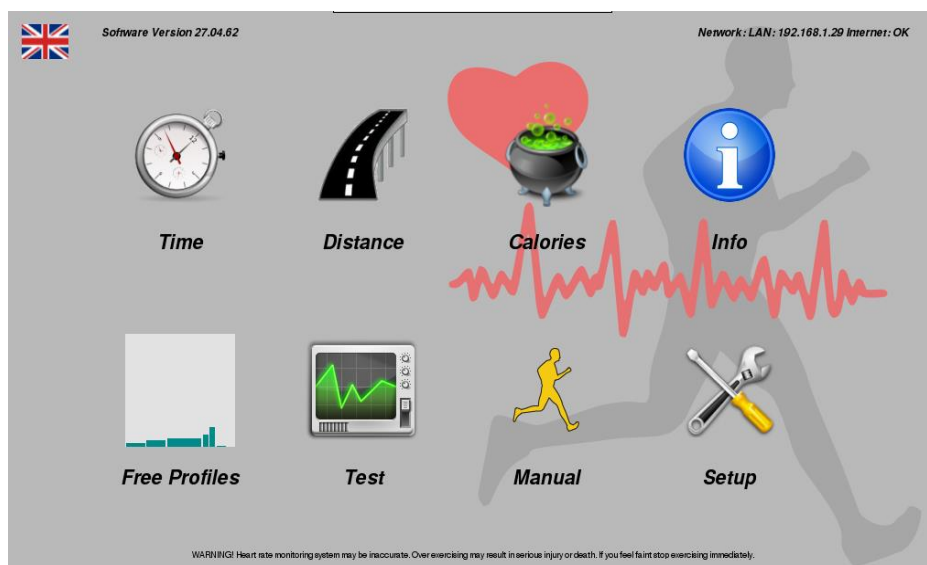 Software Version 27.04.62
Network: LAN: 192.168.1.29 Internet: OK
Time
Distance
Calories
Info
Free Profiles
Test
Manual
Setup
WARNING! Heart rate monitoring system may be inaccurate. Over exercising may result in serious injury or death. If you feel faint stop exercising immediately.